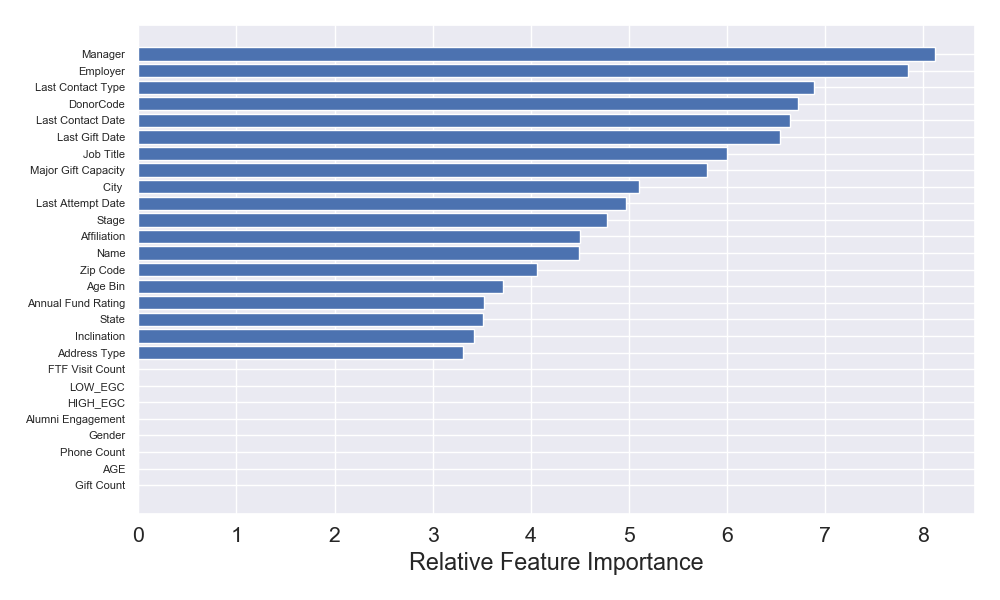 Manager
Employer
Last Contact Type
DonorCode
Last Contact Date
Last Gift Date
Job Title
Major Gift Capacity
City
Last Attempt Date
Stage
Affiliation
Name
Zip Code
Age Bin
Annual Fund Rating
State
Inclination
Address Type
FTF Visit Count
LOW_EGC
HIGH_EGC
Alumni Engagement
Gender
Phone Count
AGE
Gift Count
0 1 2 3 4 5 6 7 8
Relative Feature Importance